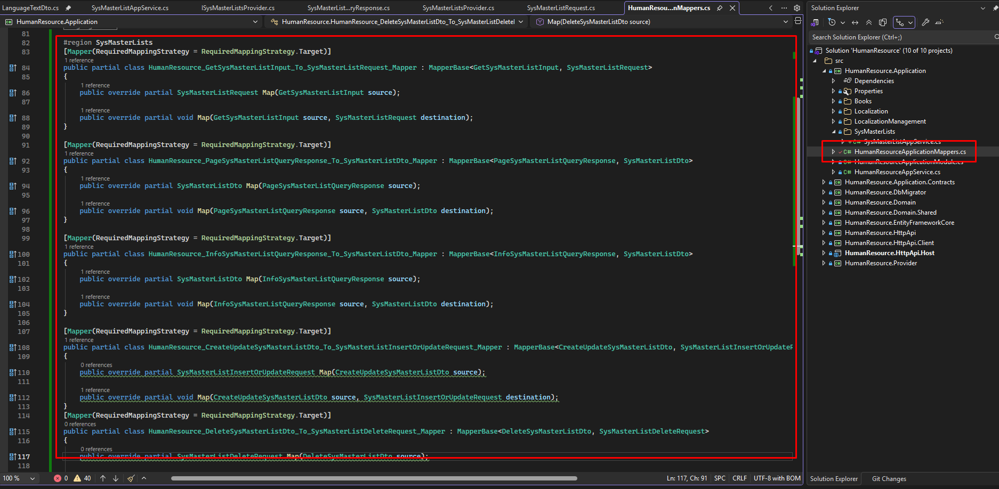 LanguageTextDto.cs SysMasterListAppService.cs ISysMasterListsProvider.cs SysMasterList...ryResponse.cs SysMasterListsProvider.cs SysMasterListRequest.cs HumanResou...nMappers.cs
HumanResource.Application HumanResource.HumanResource_DeleteSysMasterListDto_To_SysMasterListDeletel Map(DeleteSysMasterListDto source)
81
82 #region SysMasterLists
83 [Mapper(RequiredMappingStrategy = RequiredMappingStrategy.Target)]
1 reference
84 public partial class HumanResource_GetSysMasterListInput_To_SysMasterListRequest_Mapper : MapperBase<GetSysMasterListInput, SysMasterListRequest>
85 {
1 reference
86 public override partial SysMasterListRequest Map(GetSysMasterListInput source);
87
1 reference
88 public override partial void Map(GetSysMasterListInput source, SysMasterListRequest destination);
89 }
90
91 [Mapper(RequiredMappingStrategy = RequiredMappingStrategy.Target)]
1 reference
92 public partial class HumanResource_PageSysMasterListQueryResponse_To_SysMasterListDto_Mapper : MapperBase<PageSysMasterListQueryResponse, SysMasterListDto>
93 {
1 reference
94 public override partial SysMasterListDto Map(PageSysMasterListQueryResponse source);
95
1 reference
96 public override partial void Map(PageSysMasterListQueryResponse source, SysMasterListDto destination);
97 }
98
99 [Mapper(RequiredMappingStrategy = RequiredMappingStrategy.Target)]
1 reference
100 public partial class HumanResource_InfoSysMasterListQueryResponse_To_SysMasterListDto_Mapper : MapperBase<InfoSysMasterListQueryResponse, SysMasterListDto>
101 {
1 reference
102 public override partial SysMasterListDto Map(InfoSysMasterListQueryResponse source);
103
1 reference
104 public override partial void Map(InfoSysMasterListQueryResponse source, SysMasterListDto destination);
105 }
106
107 [Mapper(RequiredMappingStrategy = RequiredMappingStrategy.Target)]
1 reference
108 public partial class HumanResource_CreateUpdateSysMasterListDto_To_SysMasterListInsertOrUpdateRequest_Mapper : MapperBase<CreateUpdateSysMasterListDto, SysMasterListInsertOrUpdateR
109 {
0 references
110 public override partial SysMasterListInsertOrUpdateRequest Map(CreateUpdateSysMasterListDto source);
111
1 reference
112 public override partial void Map(CreateUpdateSysMasterListDto source, SysMasterListInsertOrUpdateRequest destination);
113 }
114 [Mapper(RequiredMappingStrategy = RequiredMappingStrategy.Target)]
0 references
115 public partial class HumanResource_DeleteSysMasterListDto_To_SysMasterListDeleteRequest_Mapper : MapperBase<DeleteSysMasterListDto, SysMasterListDeleteRequest>
116 {
0 references
117 public override partial SysMasterListDeleteRequest Map(DeleteSysMasterListDto source);
118
100 % 0 40 Ln: 117, Ch: 91 SPC CRLF UTF-8 with BOM
Solution Explorer
Search Solution Explorer (Ctrl+;)
Solution 'HumanResource' (10 of 10 projects)
src
C# HumanResource.Application
Dependencies
Properties
Books
Localization
LocalizationManagement
SysMasterLists
C# SysMasterListAppService.cs
C# HumanResourceApplicationMappers.cs
C# HumanResourceApplicationModule.cs
C# HumanResourceAppService.cs
C# HumanResource.Application.Contracts
C# HumanResource.DbMigrator
C# HumanResource.Domain
C# HumanResource.Domain.Shared
C# HumanResource.EntityFrameworkCore
C# HumanResource.HttpApi
C# HumanResource.HttpApi.Client
HumanResource.HttpApi.Host
C# HumanResource.Provider
Solution Explorer Git Changes